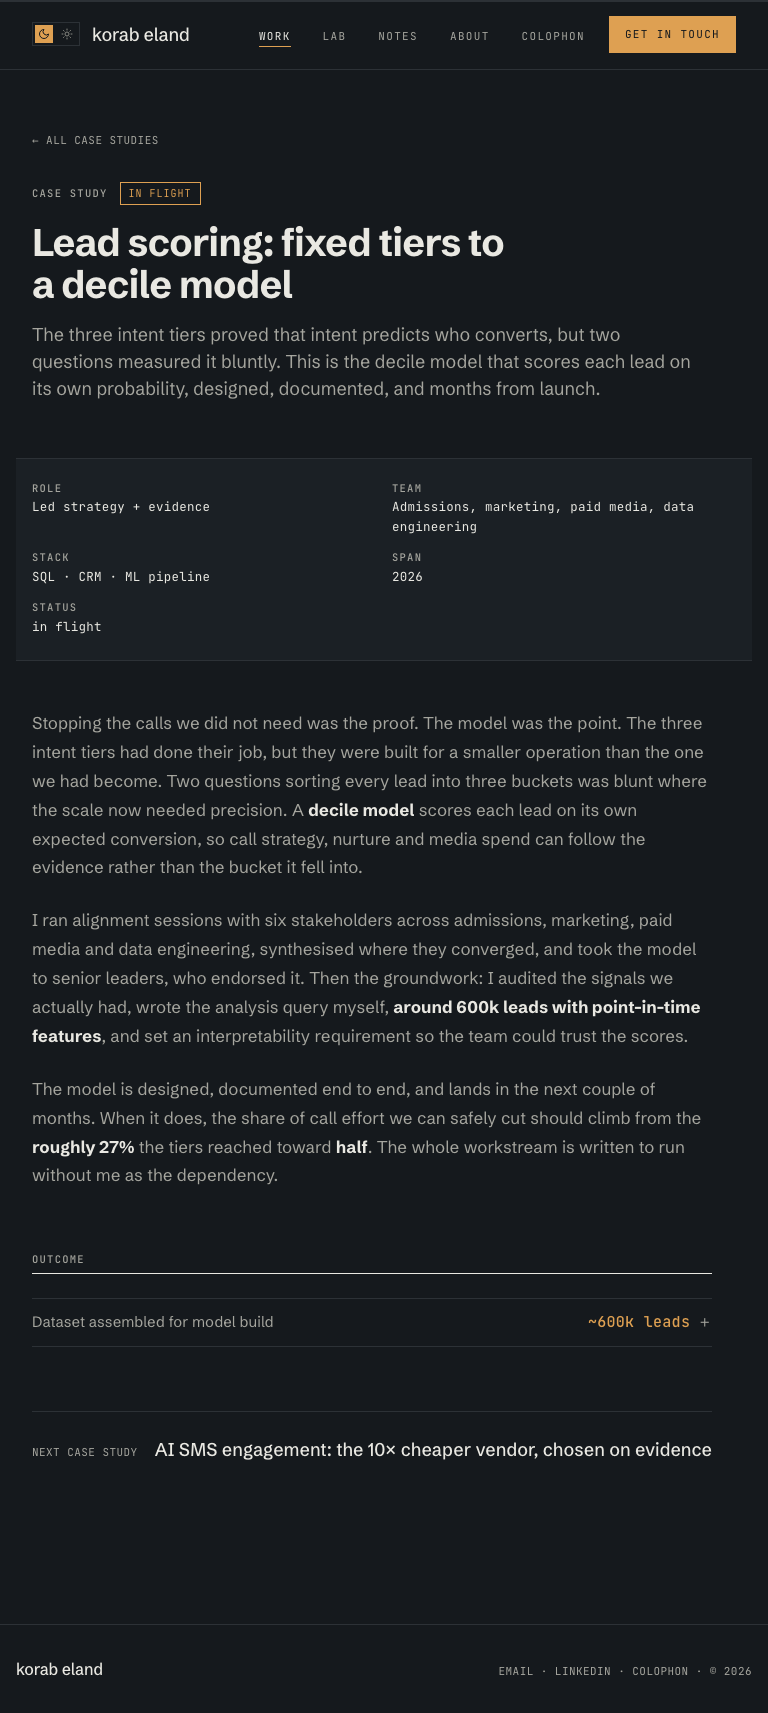 korab eland
WORK
LAB
NOTES
ABOUT
COLOPHON
GET IN TOUCH
← ALL CASE STUDIES
CASE STUDY
IN FLIGHT
Lead scoring: fixed tiers to
a decile model
The three intent tiers proved that intent predicts who converts, but two
questions measured it bluntly. This is the decile model that scores each lead on
its own probability, designed, documented, and months from launch.
ROLE
Led strategy + evidence
TEAM
Admissions, marketing, paid media, data
engineering
STACK
SQL · CRM · ML pipeline
SPAN
2026
STATUS
in flight
Stopping the calls we did not need was the proof. The model was the point. The three
intent tiers had done their job, but they were built for a smaller operation than the one
we had become. Two questions sorting every lead into three buckets was blunt where
the scale now needed precision. A decile model scores each lead on its own
expected conversion, so call strategy, nurture and media spend can follow the
evidence rather than the bucket it fell into.
I ran alignment sessions with six stakeholders across admissions, marketing, paid
media and data engineering, synthesised where they converged, and took the model
to senior leaders, who endorsed it. Then the groundwork: I audited the signals we
actually had, wrote the analysis query myself, around 600k leads with point-in-time
features, and set an interpretability requirement so the team could trust the scores.
The model is designed, documented end to end, and lands in the next couple of
months. When it does, the share of call effort we can safely cut should climb from the
roughly 27% the tiers reached toward half. The whole workstream is written to run
without me as the dependency.
OUTCOME
Dataset assembled for model build
~600k leads +
NEXT CASE STUDY
AI SMS engagement: the 10× cheaper vendor, chosen on evidence
korab eland
EMAIL · LINKEDIN · COLOPHON · © 2026